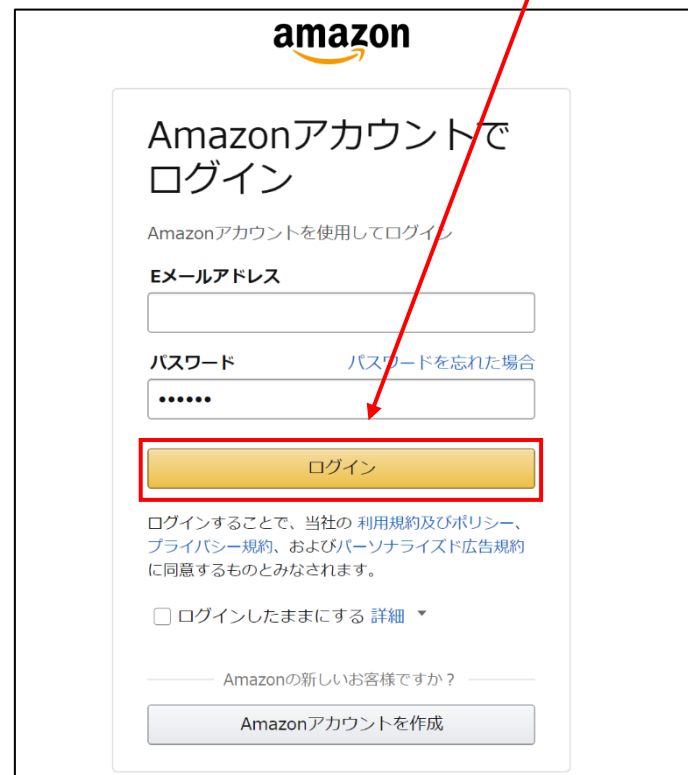 amazon
Amazonアカウントで
ログイン
Amazonアカウントを使用してログイン
Eメールアドレス
パスワード パスワードを忘れた場合
••••••
ログイン
ログインすることで、当社の 利用規約及びポリシー、
プライバシー規約、およびパーソナライズド広告規約
に同意するものとみなされます。
ログインしたままにする 詳細
Amazonの新しいお客様ですか？
Amazonアカウントを作成